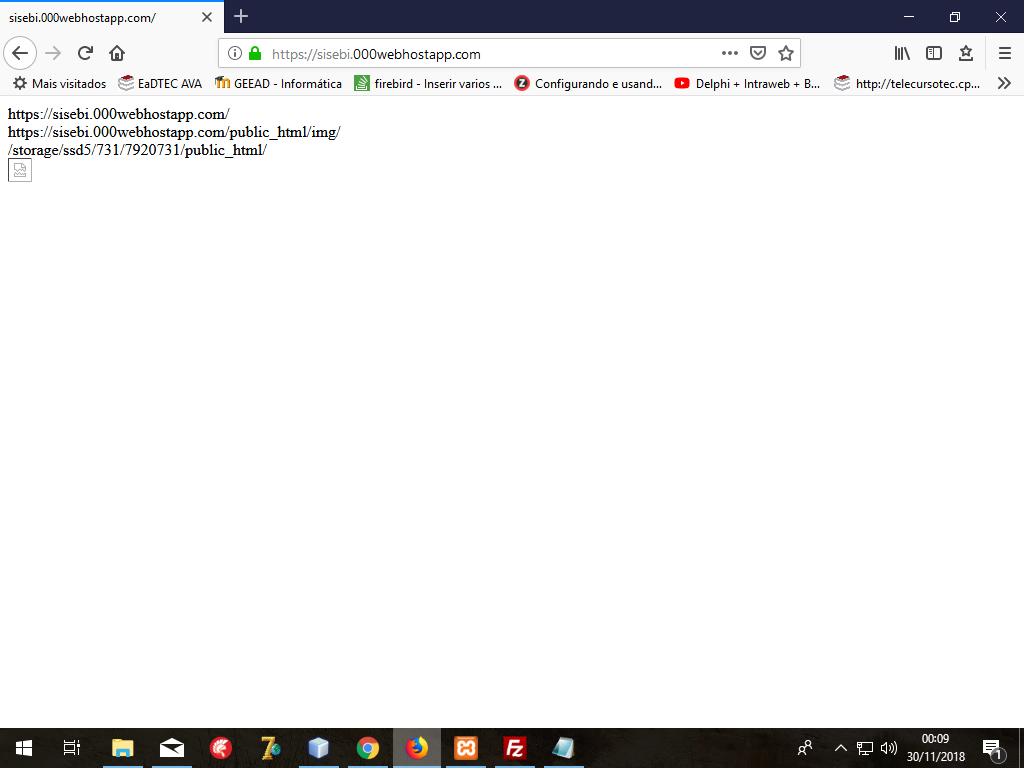 sisebi.000webhostapp.com/
https://sisebi.000webhostapp.com
Mais visitados EaDTEC AVA GEEAD - Informática firebird - Inserir varios ... Configurando e usand... Delphi + Intraweb + B... http://telecursotec.cp...
https://sisebi.000webhostapp.com/
https://sisebi.000webhostapp.com/public_html/img/
/storage/ssd5/731/7920731/public_html/
00:09
30/11/2018
1